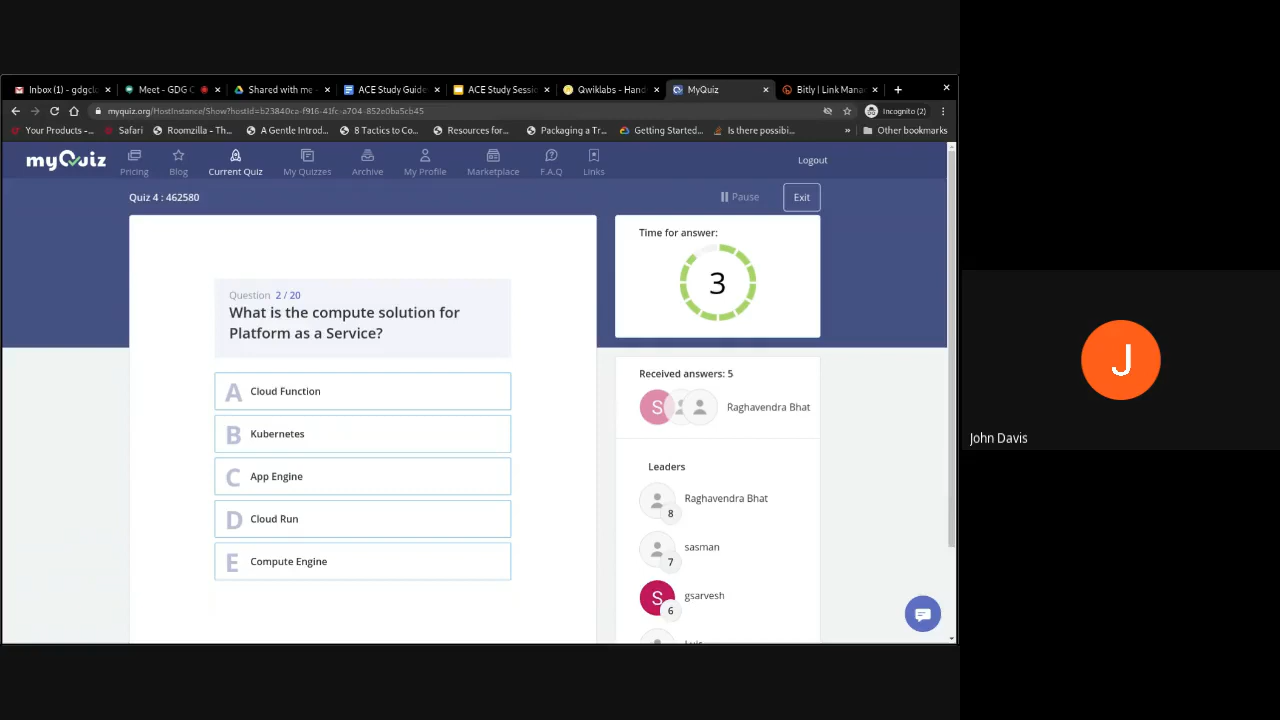 Inbox (1) - gdgclo
Meet - GDG C
Shared with me -
ACE Study Guide
ACE Study Sessio
Qwiklabs - Hand
MyQuiz
Bitly | Link Mana
myquiz.org/HostInstance/Show?hostId=b23840ca-f916-41fc-a704-852e0ba5cb45
Incognito (2)
Your Products -...
Safari
Roomzilla - Th...
A Gentle Introd...
8 Tactics to Co...
Resources for...
Packaging a Tr...
Getting Started...
Is there possibi...
»
Other bookmarks
myQuiz
Pricing
Blog
Current Quiz
My Quizzes
Archive
My Profile
Marketplace
F.A.Q
Links
Logout
Quiz 4 : 462580
Pause
Exit
Question 2 / 20
What is the compute solution for
Platform as a Service?
A Cloud Function
B Kubernetes
C App Engine
D Cloud Run
E Compute Engine
Time for answer:
3
Received answers: 5
S
Raghavendra Bhat
Leaders
Raghavendra Bhat
8
sasman
7
S
gsarvesh
6
J
John Davis